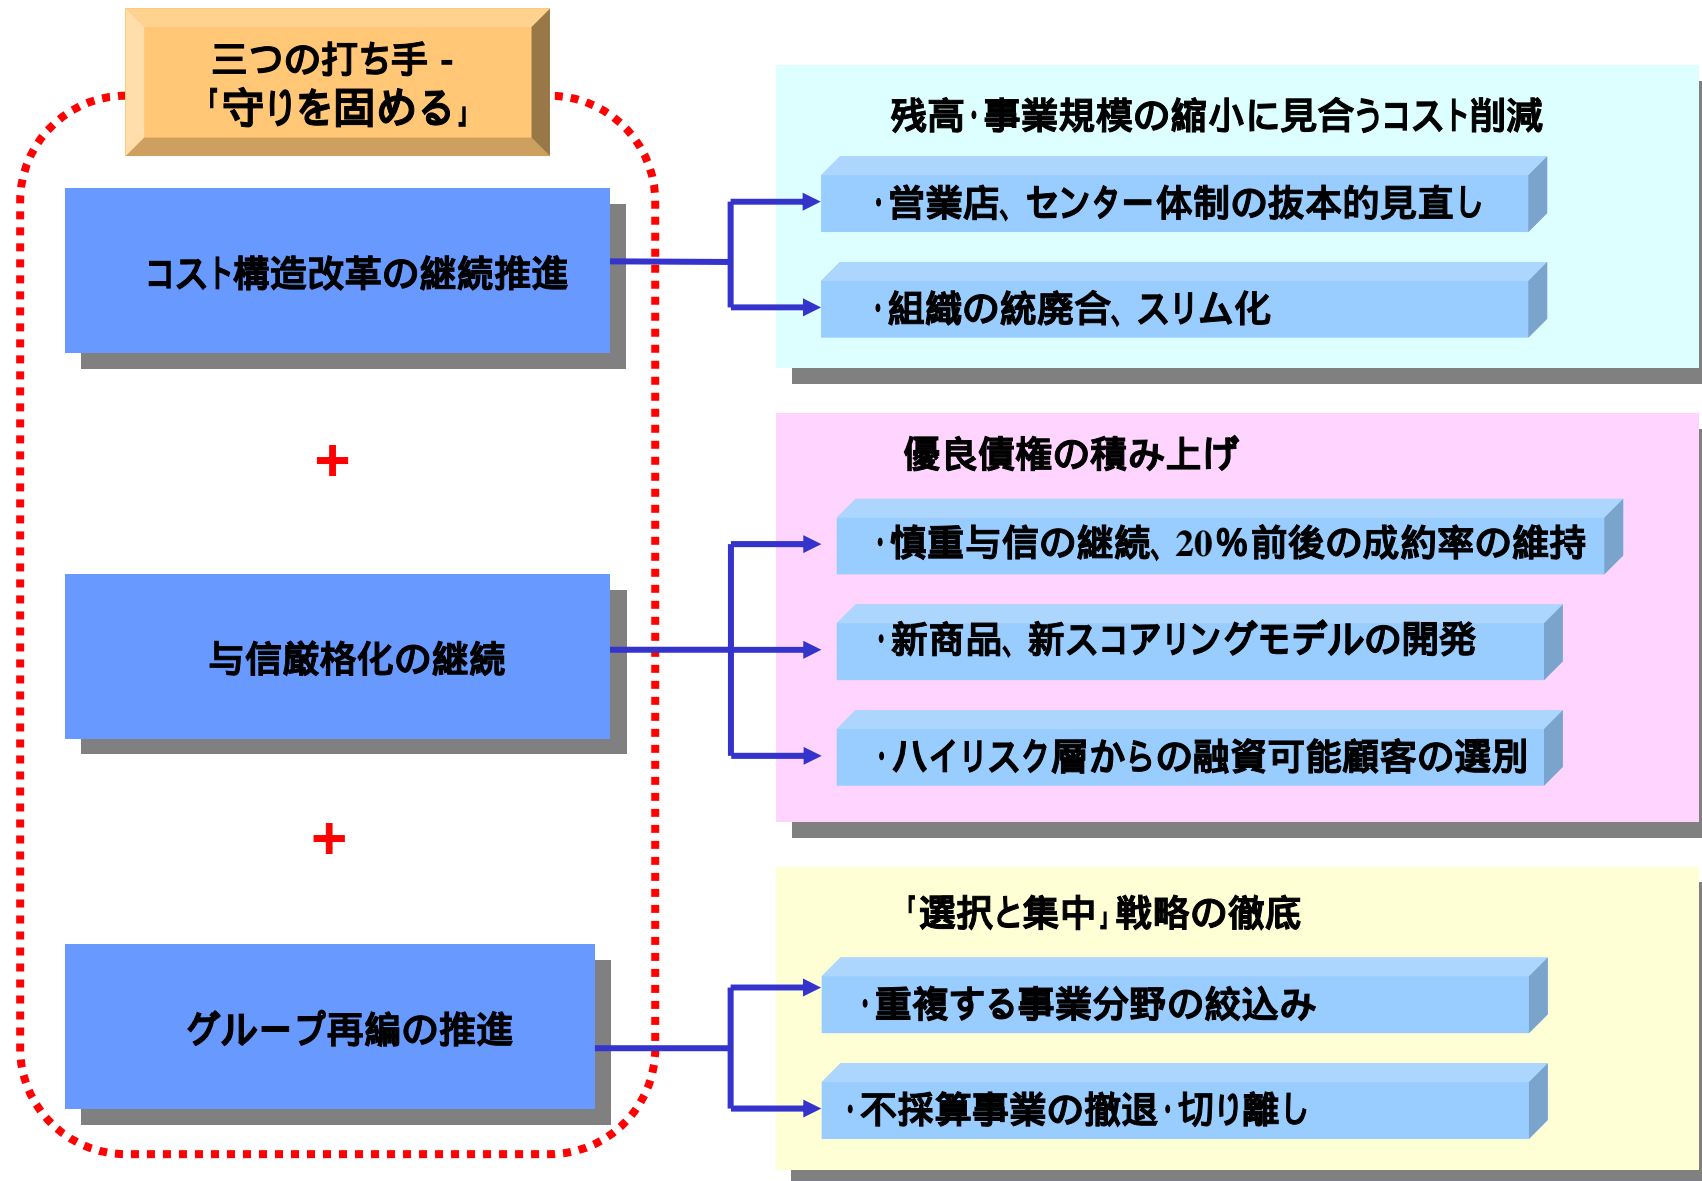 三つの打ち手 -
「守りを固める」
コスト構造改革の継続推進
+
与信厳格化の継続
+
グループ再編の推進
残高・事業規模の縮小に見合うコスト削減
・営業店、センター体制の抜本的見直し
・組織の統廃合、スリム化
優良債権の積み上げ
・慎重与信の継続、20%前後の成約率の維持
・新商品、新スコアリングモデルの開発
・ハイリスク層からの融資可能顧客の選別
「選択と集中」戦略の徹底
・重複する事業分野の絞込み
・不採算事業の撤退・切り離し